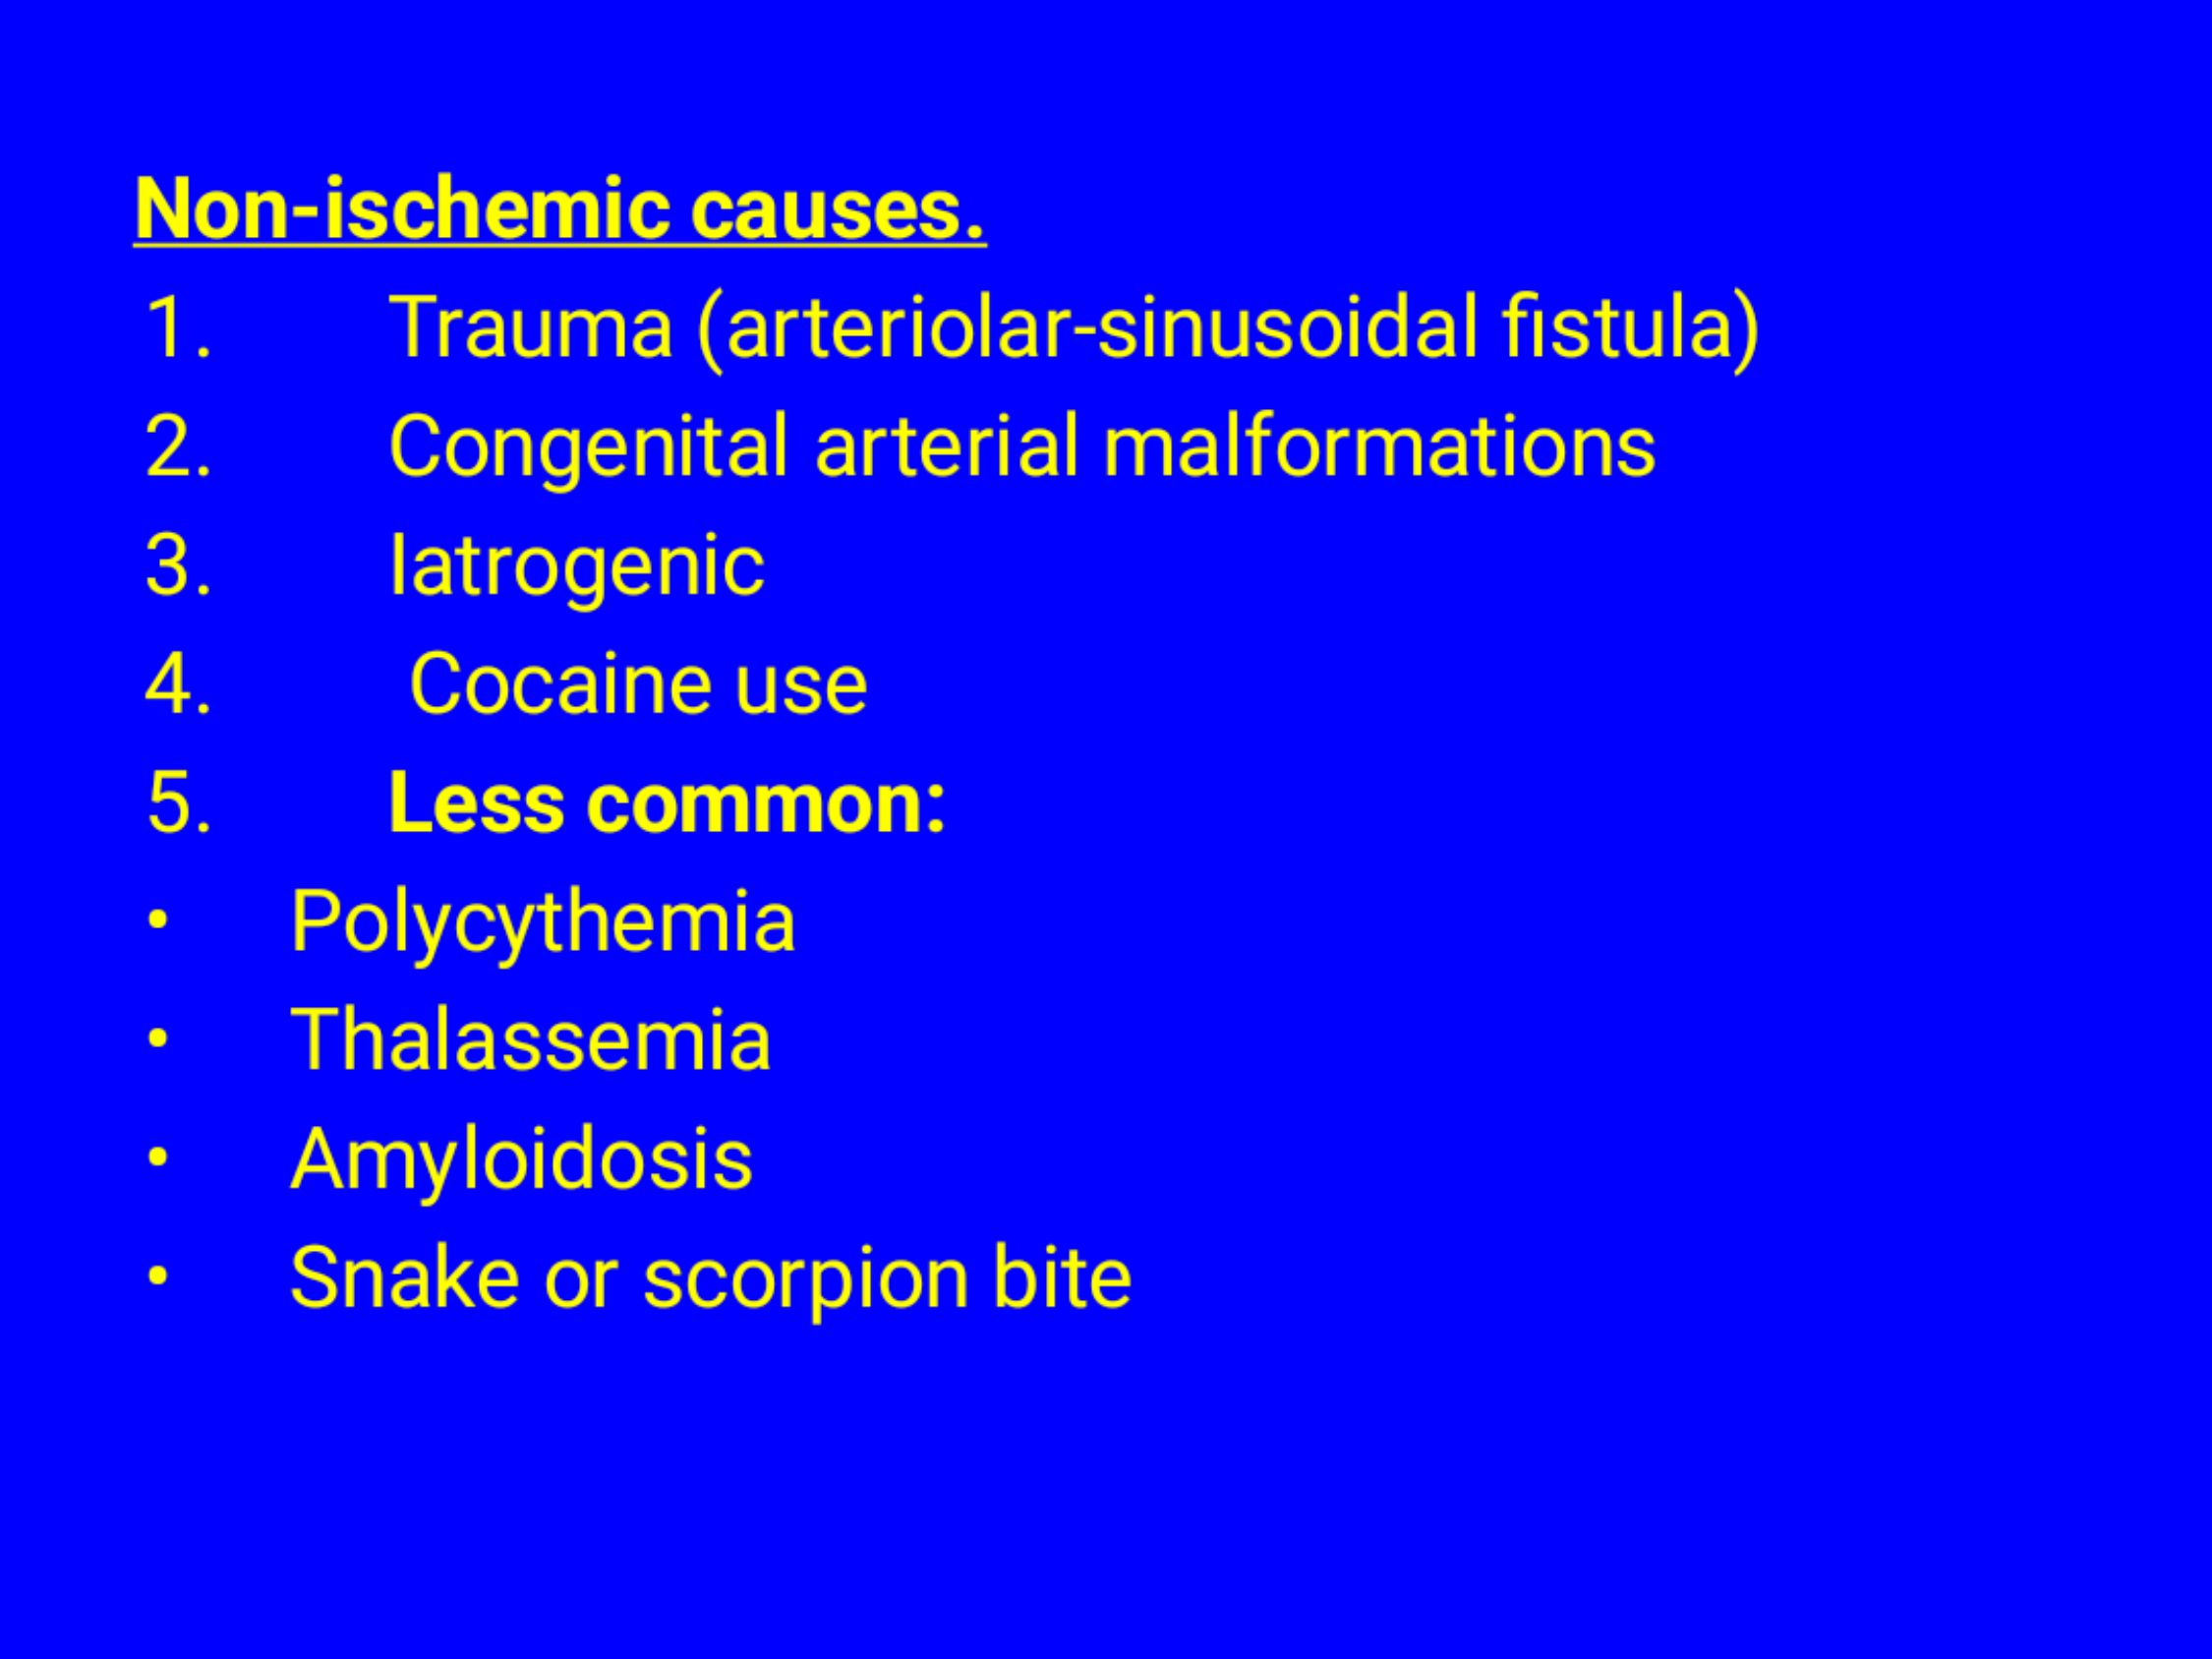 Non-ischemic causes.
1. Trauma (arteriolar-sinusoidal fistula)
2. Congenital arterial malformations
3. Iatrogenic
4. Cocaine use
5. Less common:
• Polycythemia
• Thalassemia
• Amyloidosis
• Snake or scorpion bite